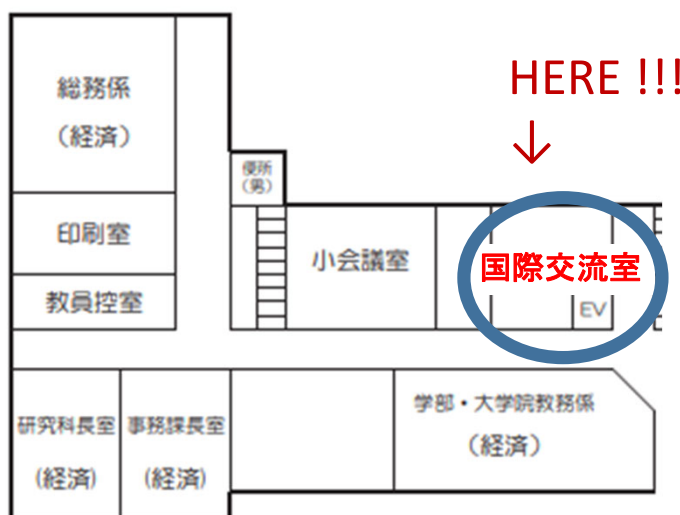 HERE !!!
↓
総務係
（経済）
便所
（男）
印刷室
小会議室
国際交流室
教員控室
EV
学部・大学院教務係
（経済）
研究科長室
(経済)
事務課長室
(経済)